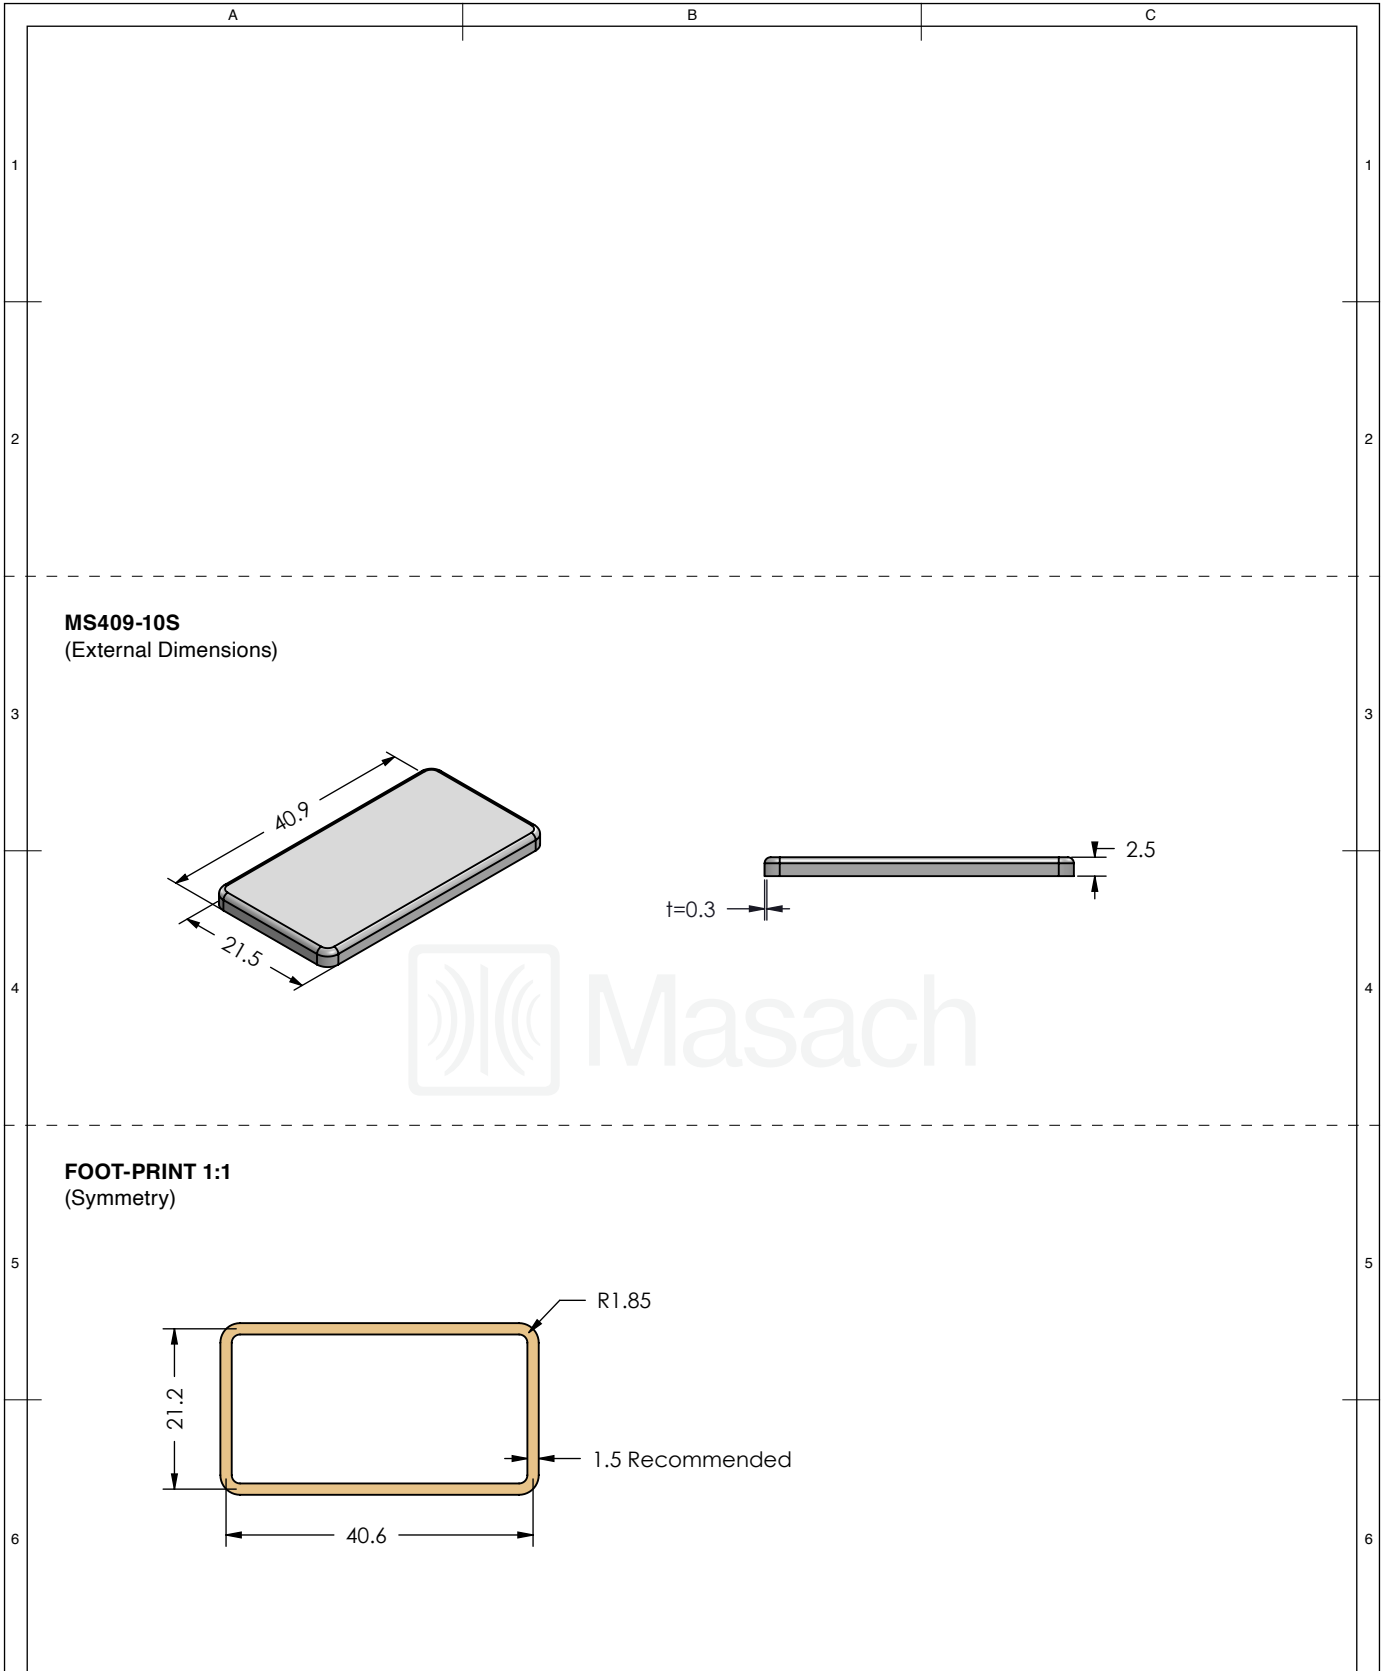 A B C
1 1
2 2
MS409-10S
(External Dimensions)
3 3
40.9
2.5
t=0.3
21.5
4 4
Masach
FOOT-PRINT 1:1
(Symmetry)
5 5
R1.85
21.2
1.5 Recommended
40.6
6 6